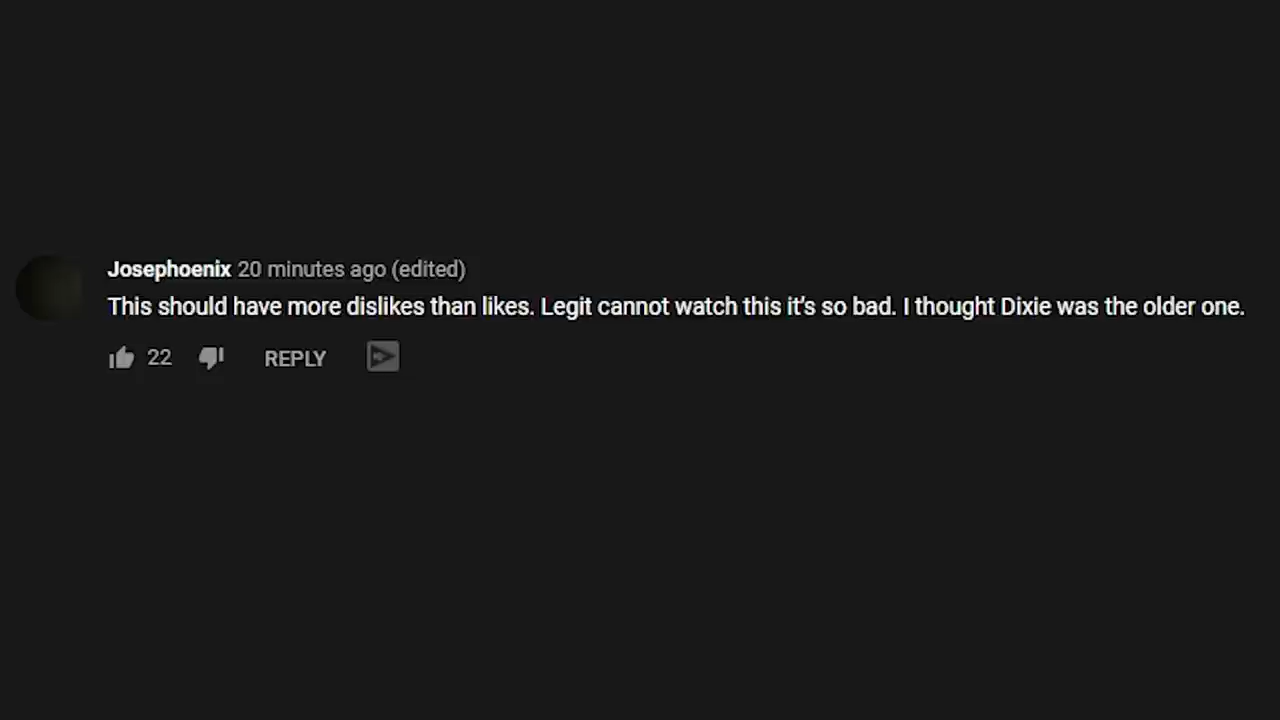 Josephoenix 20 minutes ago (edited)
This should have more dislikes than likes. Legit cannot watch this it's so bad. I thought Dixie was the older one.
22 REPLY